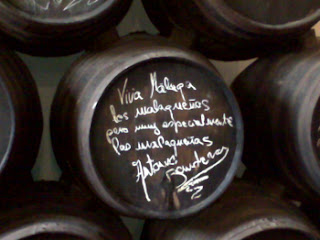 Viva Malaga
los malagueños
pero muy especialmente
las malagueñas
Antonio Banderas